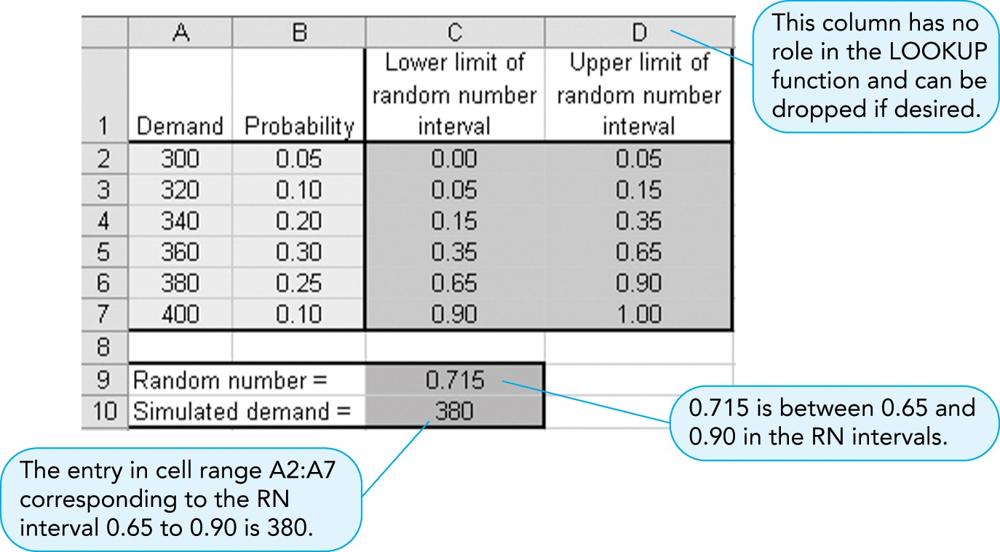 A B C D
This column has no
role in the LOOKUP
function and can be
dropped if desired.
Lower limit of Upper limit of
random number random number
1 Demand Probability interval interval
2 300 0.05 0.00 0.05
3 320 0.10 0.05 0.15
4 340 0.20 0.15 0.35
5 360 0.30 0.35 0.65
6 380 0.25 0.65 0.90
7 400 0.10 0.90 1.00
8
9 Random number = 0.715
10 Simulated demand = 380
0.715 is between 0.65 and
0.90 in the RN intervals.
The entry in cell range A2:A7
corresponding to the RN
interval 0.65 to 0.90 is 380.